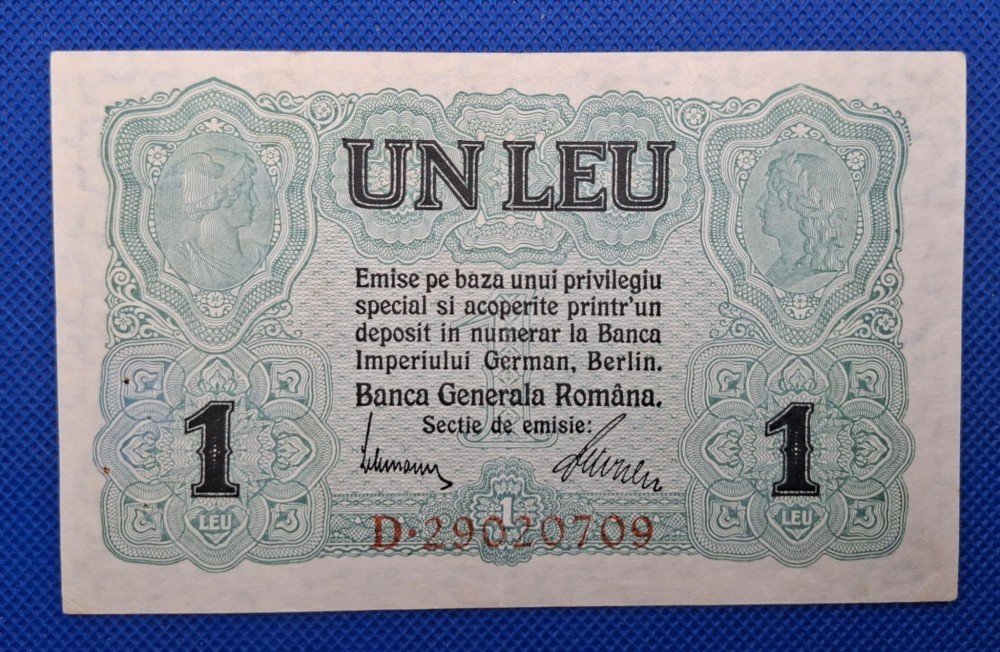 UN LEU
Emise pe baza unui privilegiu
special si acoperite printr'un
deposit in numerar la Banca
Imperiului German, Berlin.
Banca Generala Româna.
Sectie de emisie:
1
1
LEU
1
LEU
D·29020709